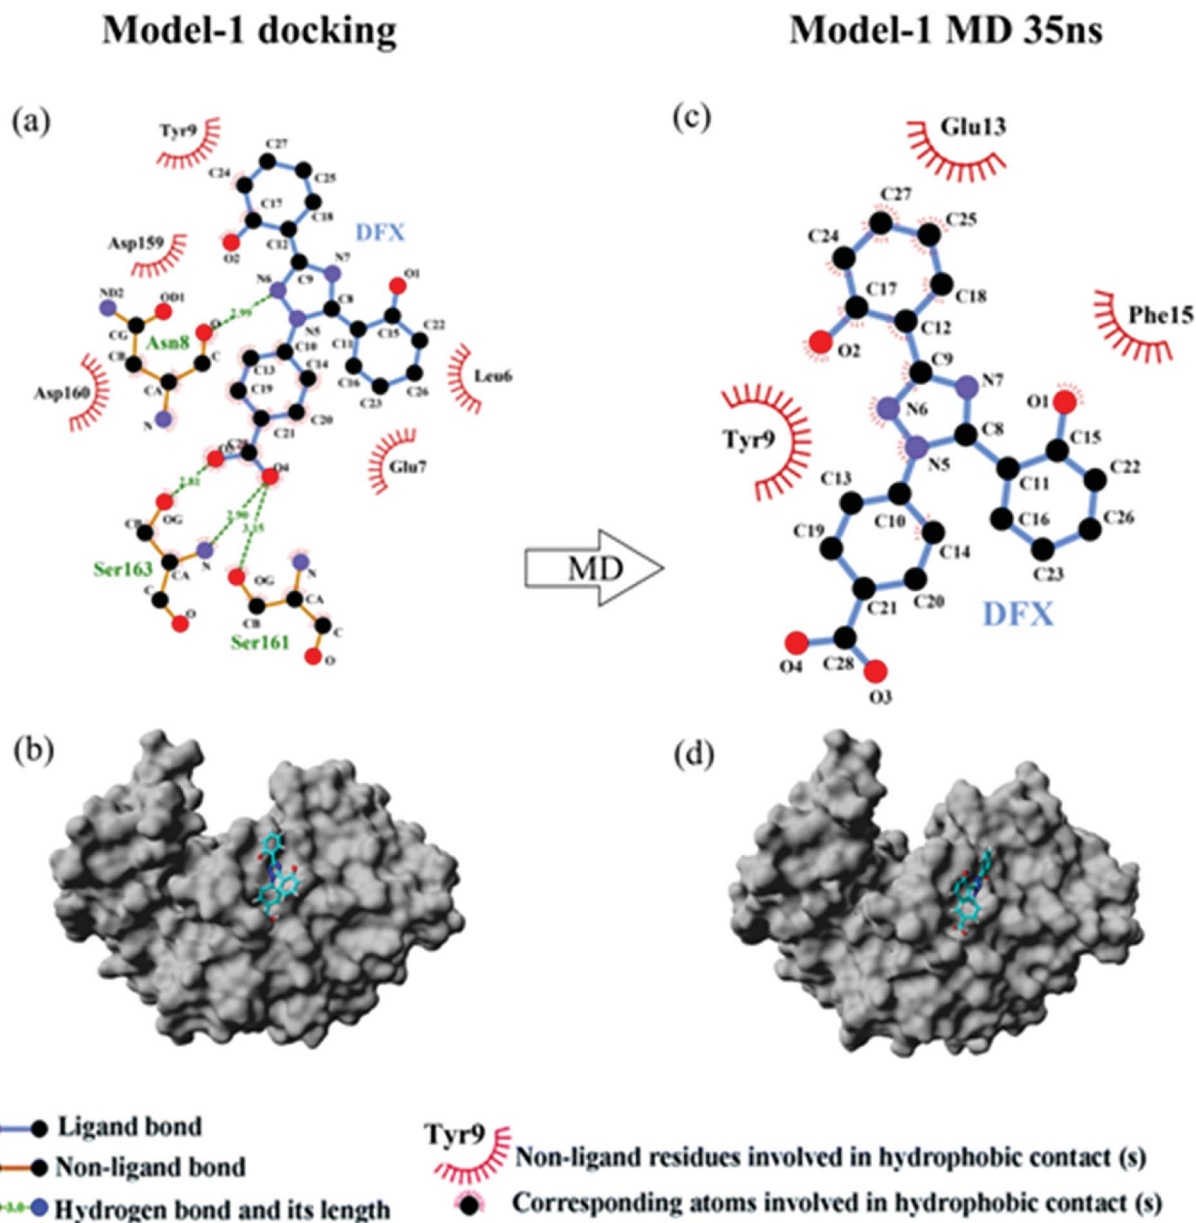 Model-1 docking
Model-1 MD 35ns
(a)
Tyr9
C27
C24
C25
C17
C18
C12
DFX
O2
Asp159
N6
C9
N7
O1
ND2
OD1
CG
O
2.99
C8
N5
C15
C22
Asn8
CB
C
C10
C11
C13
C14
C16
C26
Leu6
CA
C19
C23
Asp160
N
C20
C21
Glu7
O4
2.81
OG
2.90
3.15
CB
Ser163
CA
N
C
O
OG
N
CA
CB
C
Ser161
O
MD
(c)
Glu13
C27
C25
C24
C17
C18
C12
Phe15
O2
C9
N7
O1
N6
Tyr9
C8
C15
N5
C22
C13
C11
C10
C16
C26
C19
C14
C23
C20
C21
DFX
O4
C28
O3
(b)
(d)
Ligand bond
Non-ligand bond
3.0 Hydrogen bond and its length
Tyr9
Non-ligand residues involved in hydrophobic contact (s)
Corresponding atoms involved in hydrophobic contact (s)